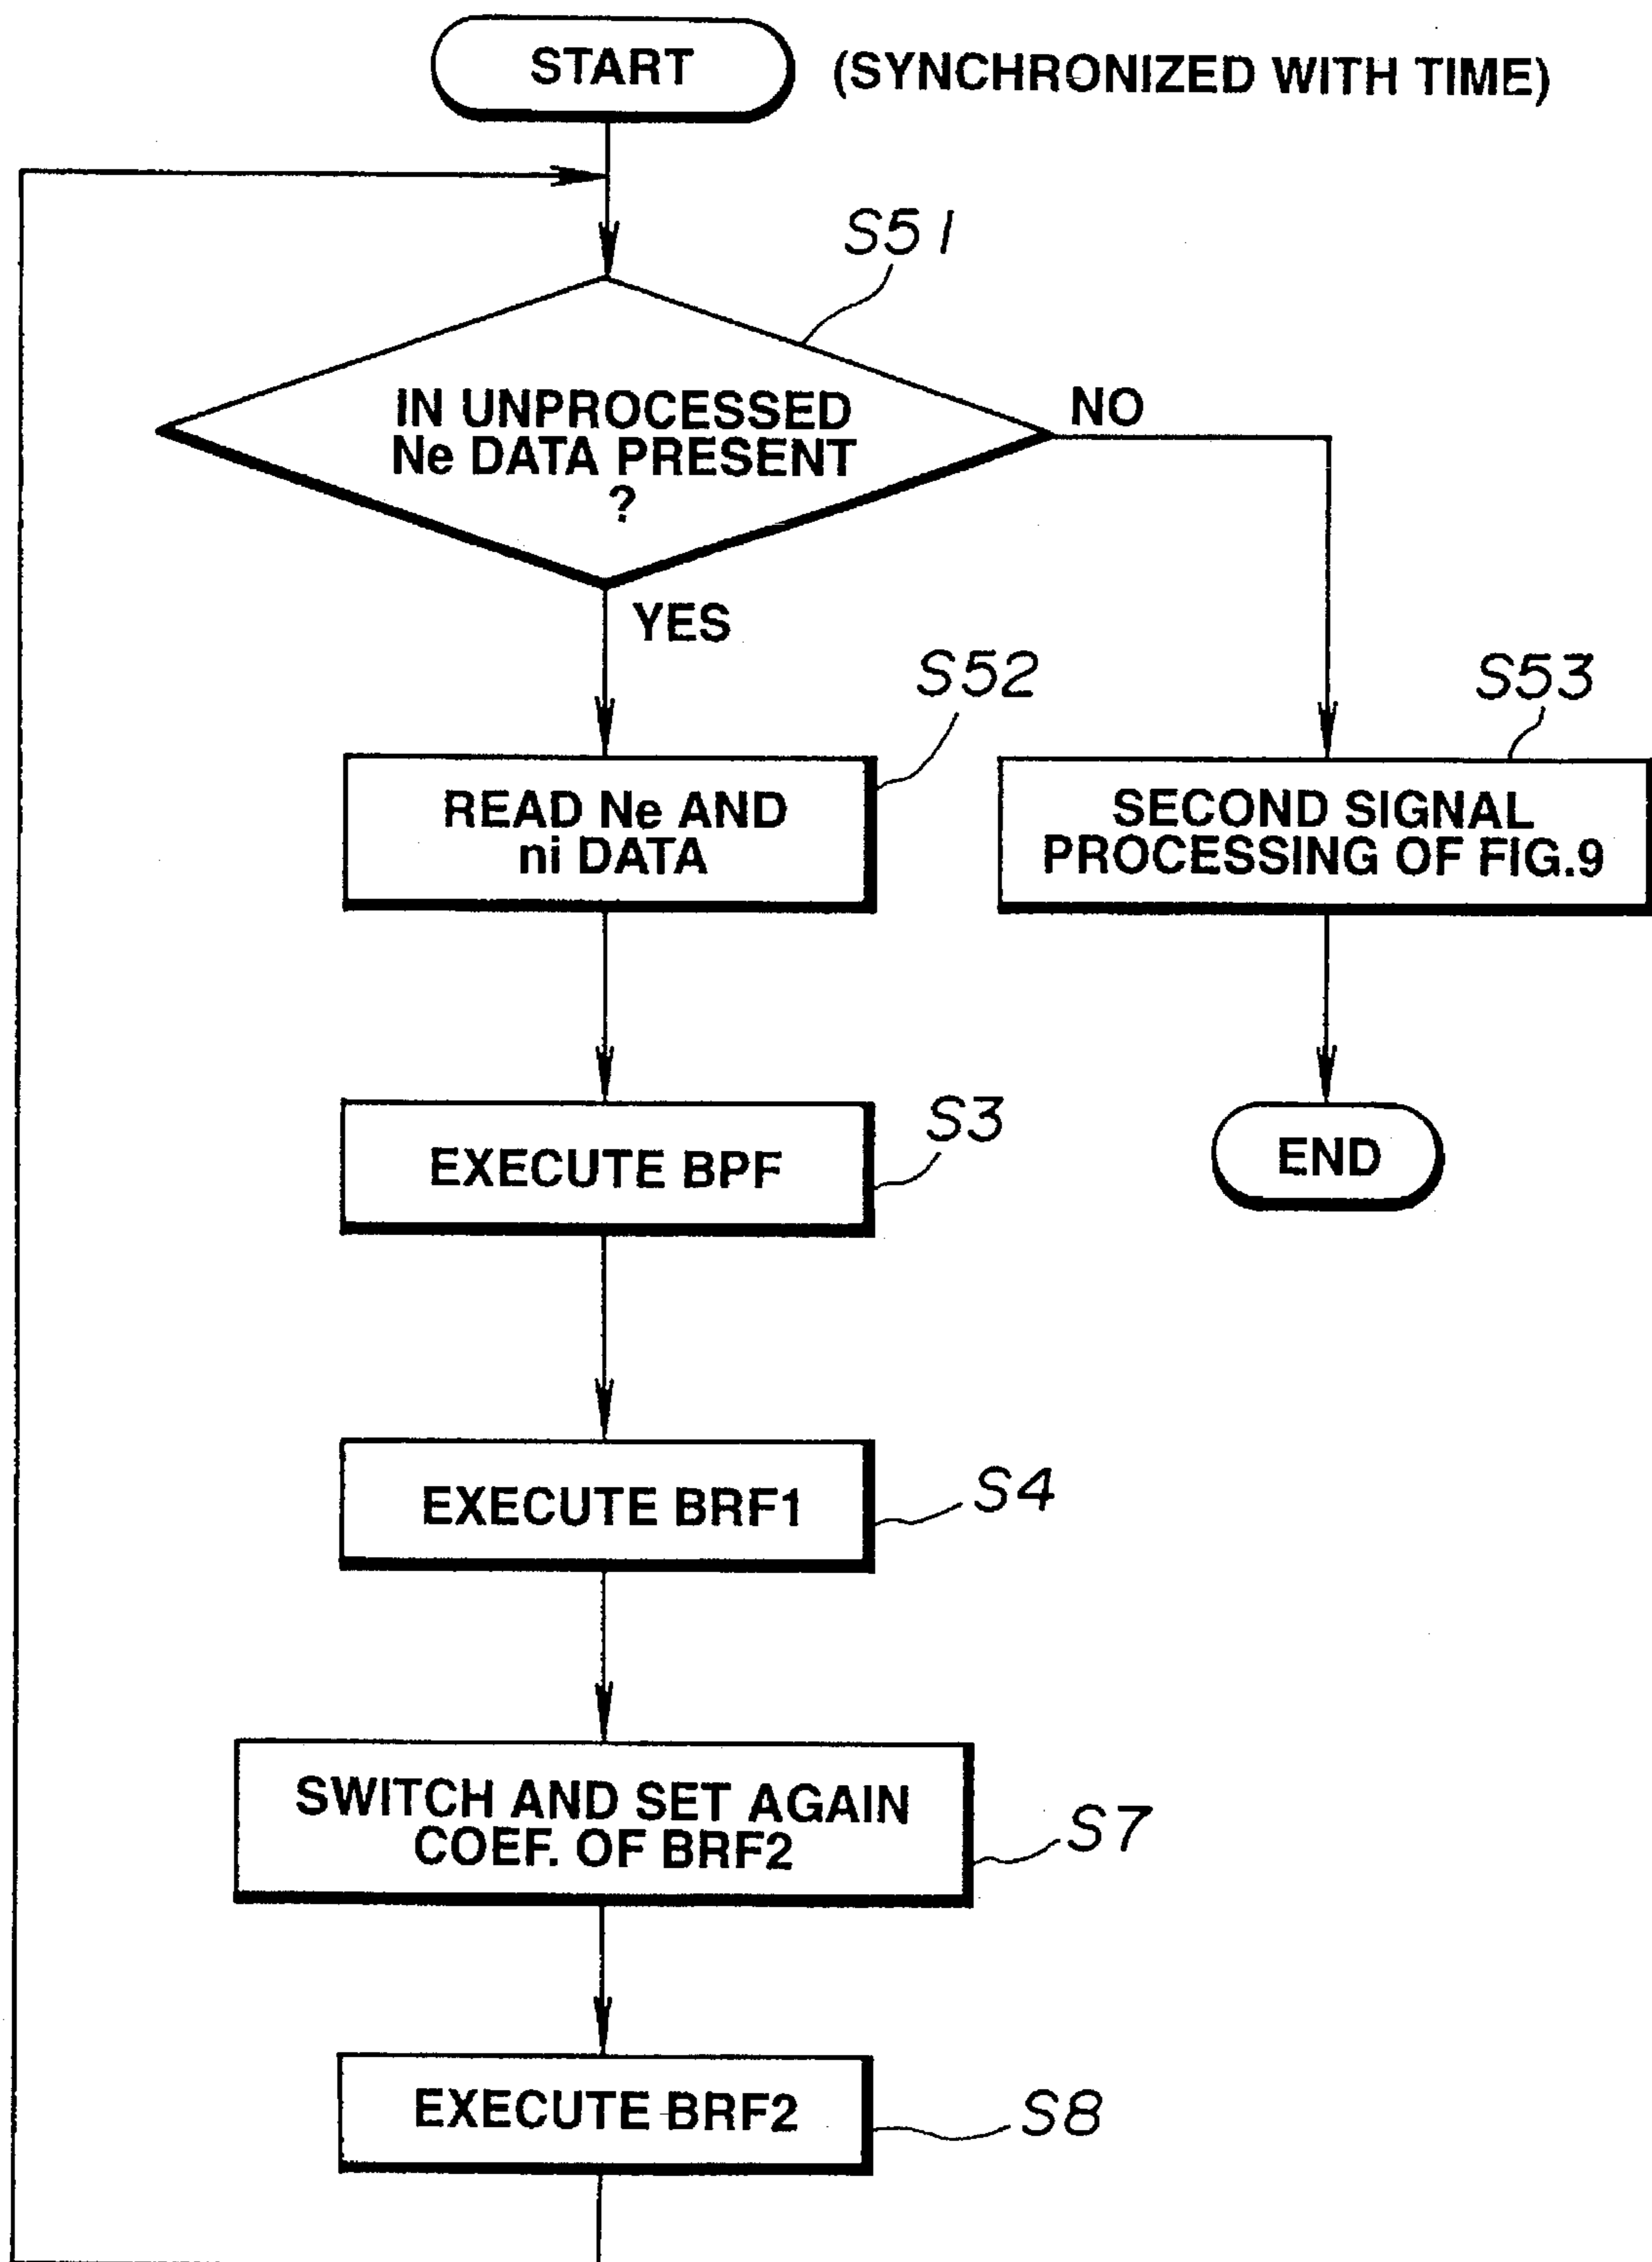 START
(SYNCHRONIZED WITH TIME)
S51
IN UNPROCESSED
Ne DATA PRESENT
?
NO
YES
S52
S53
READ Ne AND
ni DATA
SECOND SIGNAL
PROCESSING OF FIG.9
S3
EXECUTE BPF
END
S4
EXECUTE BRF1
SWITCH AND SET AGAIN
COEF. OF BRF2
S7
EXECUTE BRF2
S8